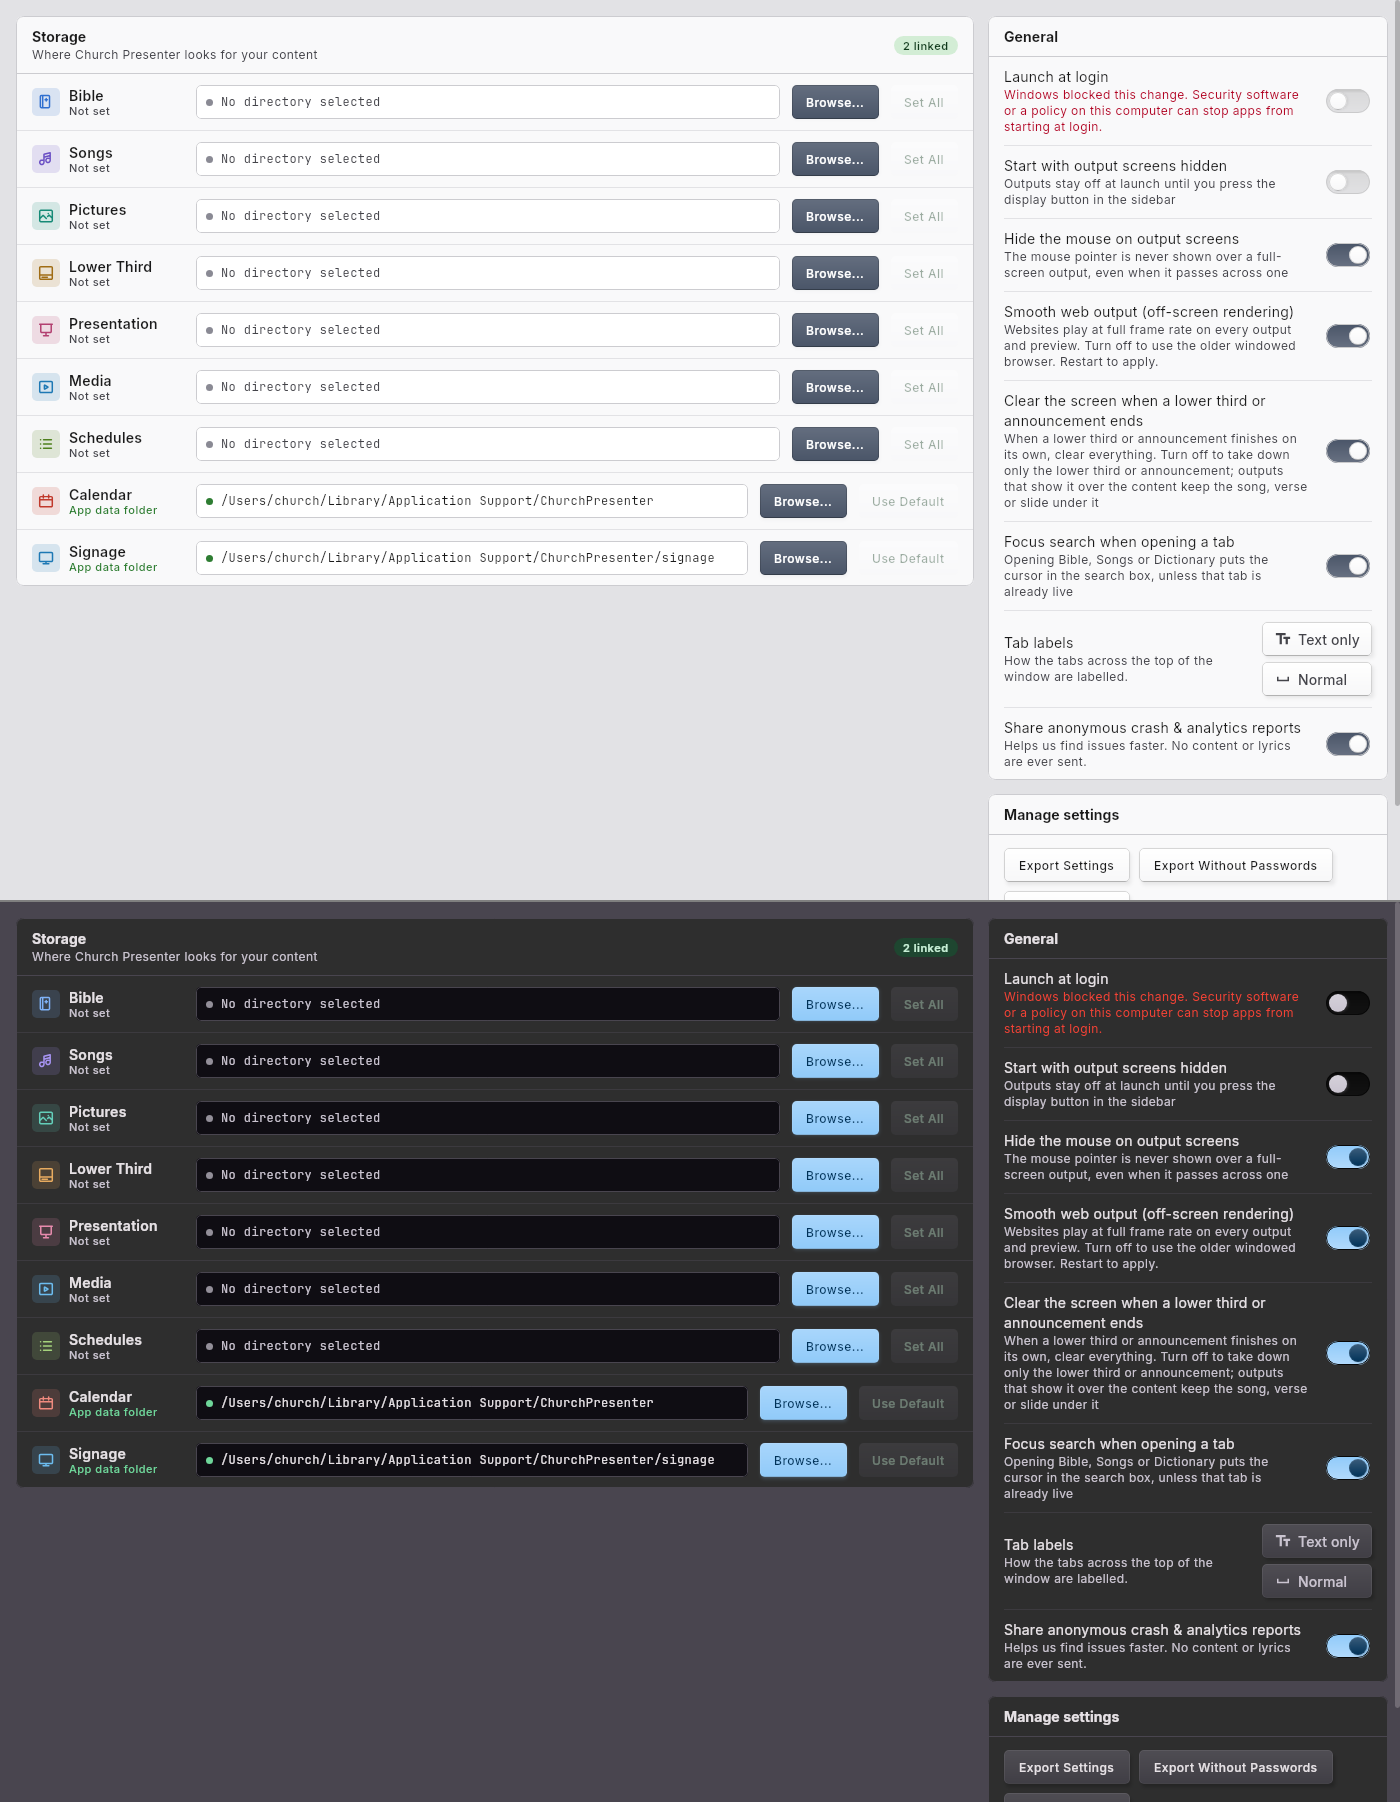 Storage
Where Church Presenter looks for your content
2 linked
Bible
Not set
No directory selected
Browse...
Set All
Songs
Not set
No directory selected
Browse...
Set All
Pictures
Not set
No directory selected
Browse...
Set All
Lower Third
Not set
No directory selected
Browse...
Set All
Presentation
Not set
No directory selected
Browse...
Set All
Media
Not set
No directory selected
Browse...
Set All
Schedules
Not set
No directory selected
Browse...
Set All
Calendar
App data folder
/Users/church/Library/Application Support/ChurchPresenter
Browse...
Use Default
Signage
App data folder
/Users/church/Library/Application Support/ChurchPresenter/signage
Browse...
Use Default
General
Launch at login
Windows blocked this change. Security software
or a policy on this computer can stop apps from
starting at login.
Start with output screens hidden
Outputs stay off at launch until you press the
display button in the sidebar
Hide the mouse on output screens
The mouse pointer is never shown over a full-
screen output, even when it passes across one
Smooth web output (off-screen rendering)
Websites play at full frame rate on every output
and preview. Turn off to use the older windowed
browser. Restart to apply.
Clear the screen when a lower third or
announcement ends
When a lower third or announcement finishes on
its own, clear everything. Turn off to take down
only the lower third or announcement; outputs
that show it over the content keep the song, verse
or slide under it
Focus search when opening a tab
Opening Bible, Songs or Dictionary puts the
cursor in the search box, unless that tab is
already live
Tab labels
How the tabs across the top of the
window are labelled.
Text only
Normal
Share anonymous crash & analytics reports
Helps us find issues faster. No content or lyrics
are ever sent.
Manage settings
Export Settings
Export Without Passwords
Storage
Where Church Presenter looks for your content
2 linked
Bible
Not set
No directory selected
Browse...
Set All
Songs
Not set
No directory selected
Browse...
Set All
Pictures
Not set
No directory selected
Browse...
Set All
Lower Third
Not set
No directory selected
Browse...
Set All
Presentation
Not set
No directory selected
Browse...
Set All
Media
Not set
No directory selected
Browse...
Set All
Schedules
Not set
No directory selected
Browse...
Set All
Calendar
App data folder
/Users/church/Library/Application Support/ChurchPresenter
Browse...
Use Default
Signage
App data folder
/Users/church/Library/Application Support/ChurchPresenter/signage
Browse...
Use Default
General
Launch at login
Windows blocked this change. Security software
or a policy on this computer can stop apps from
starting at login.
Start with output screens hidden
Outputs stay off at launch until you press the
display button in the sidebar
Hide the mouse on output screens
The mouse pointer is never shown over a full-
screen output, even when it passes across one
Smooth web output (off-screen rendering)
Websites play at full frame rate on every output
and preview. Turn off to use the older windowed
browser. Restart to apply.
Clear the screen when a lower third or
announcement ends
When a lower third or announcement finishes on
its own, clear everything. Turn off to take down
only the lower third or announcement; outputs
that show it over the content keep the song, verse
or slide under it
Focus search when opening a tab
Opening Bible, Songs or Dictionary puts the
cursor in the search box, unless that tab is
already live
Tab labels
How the tabs across the top of the
window are labelled.
Text only
Normal
Share anonymous crash & analytics reports
Helps us find issues faster. No content or lyrics
are ever sent.
Manage settings
Export Settings
Export Without Passwords